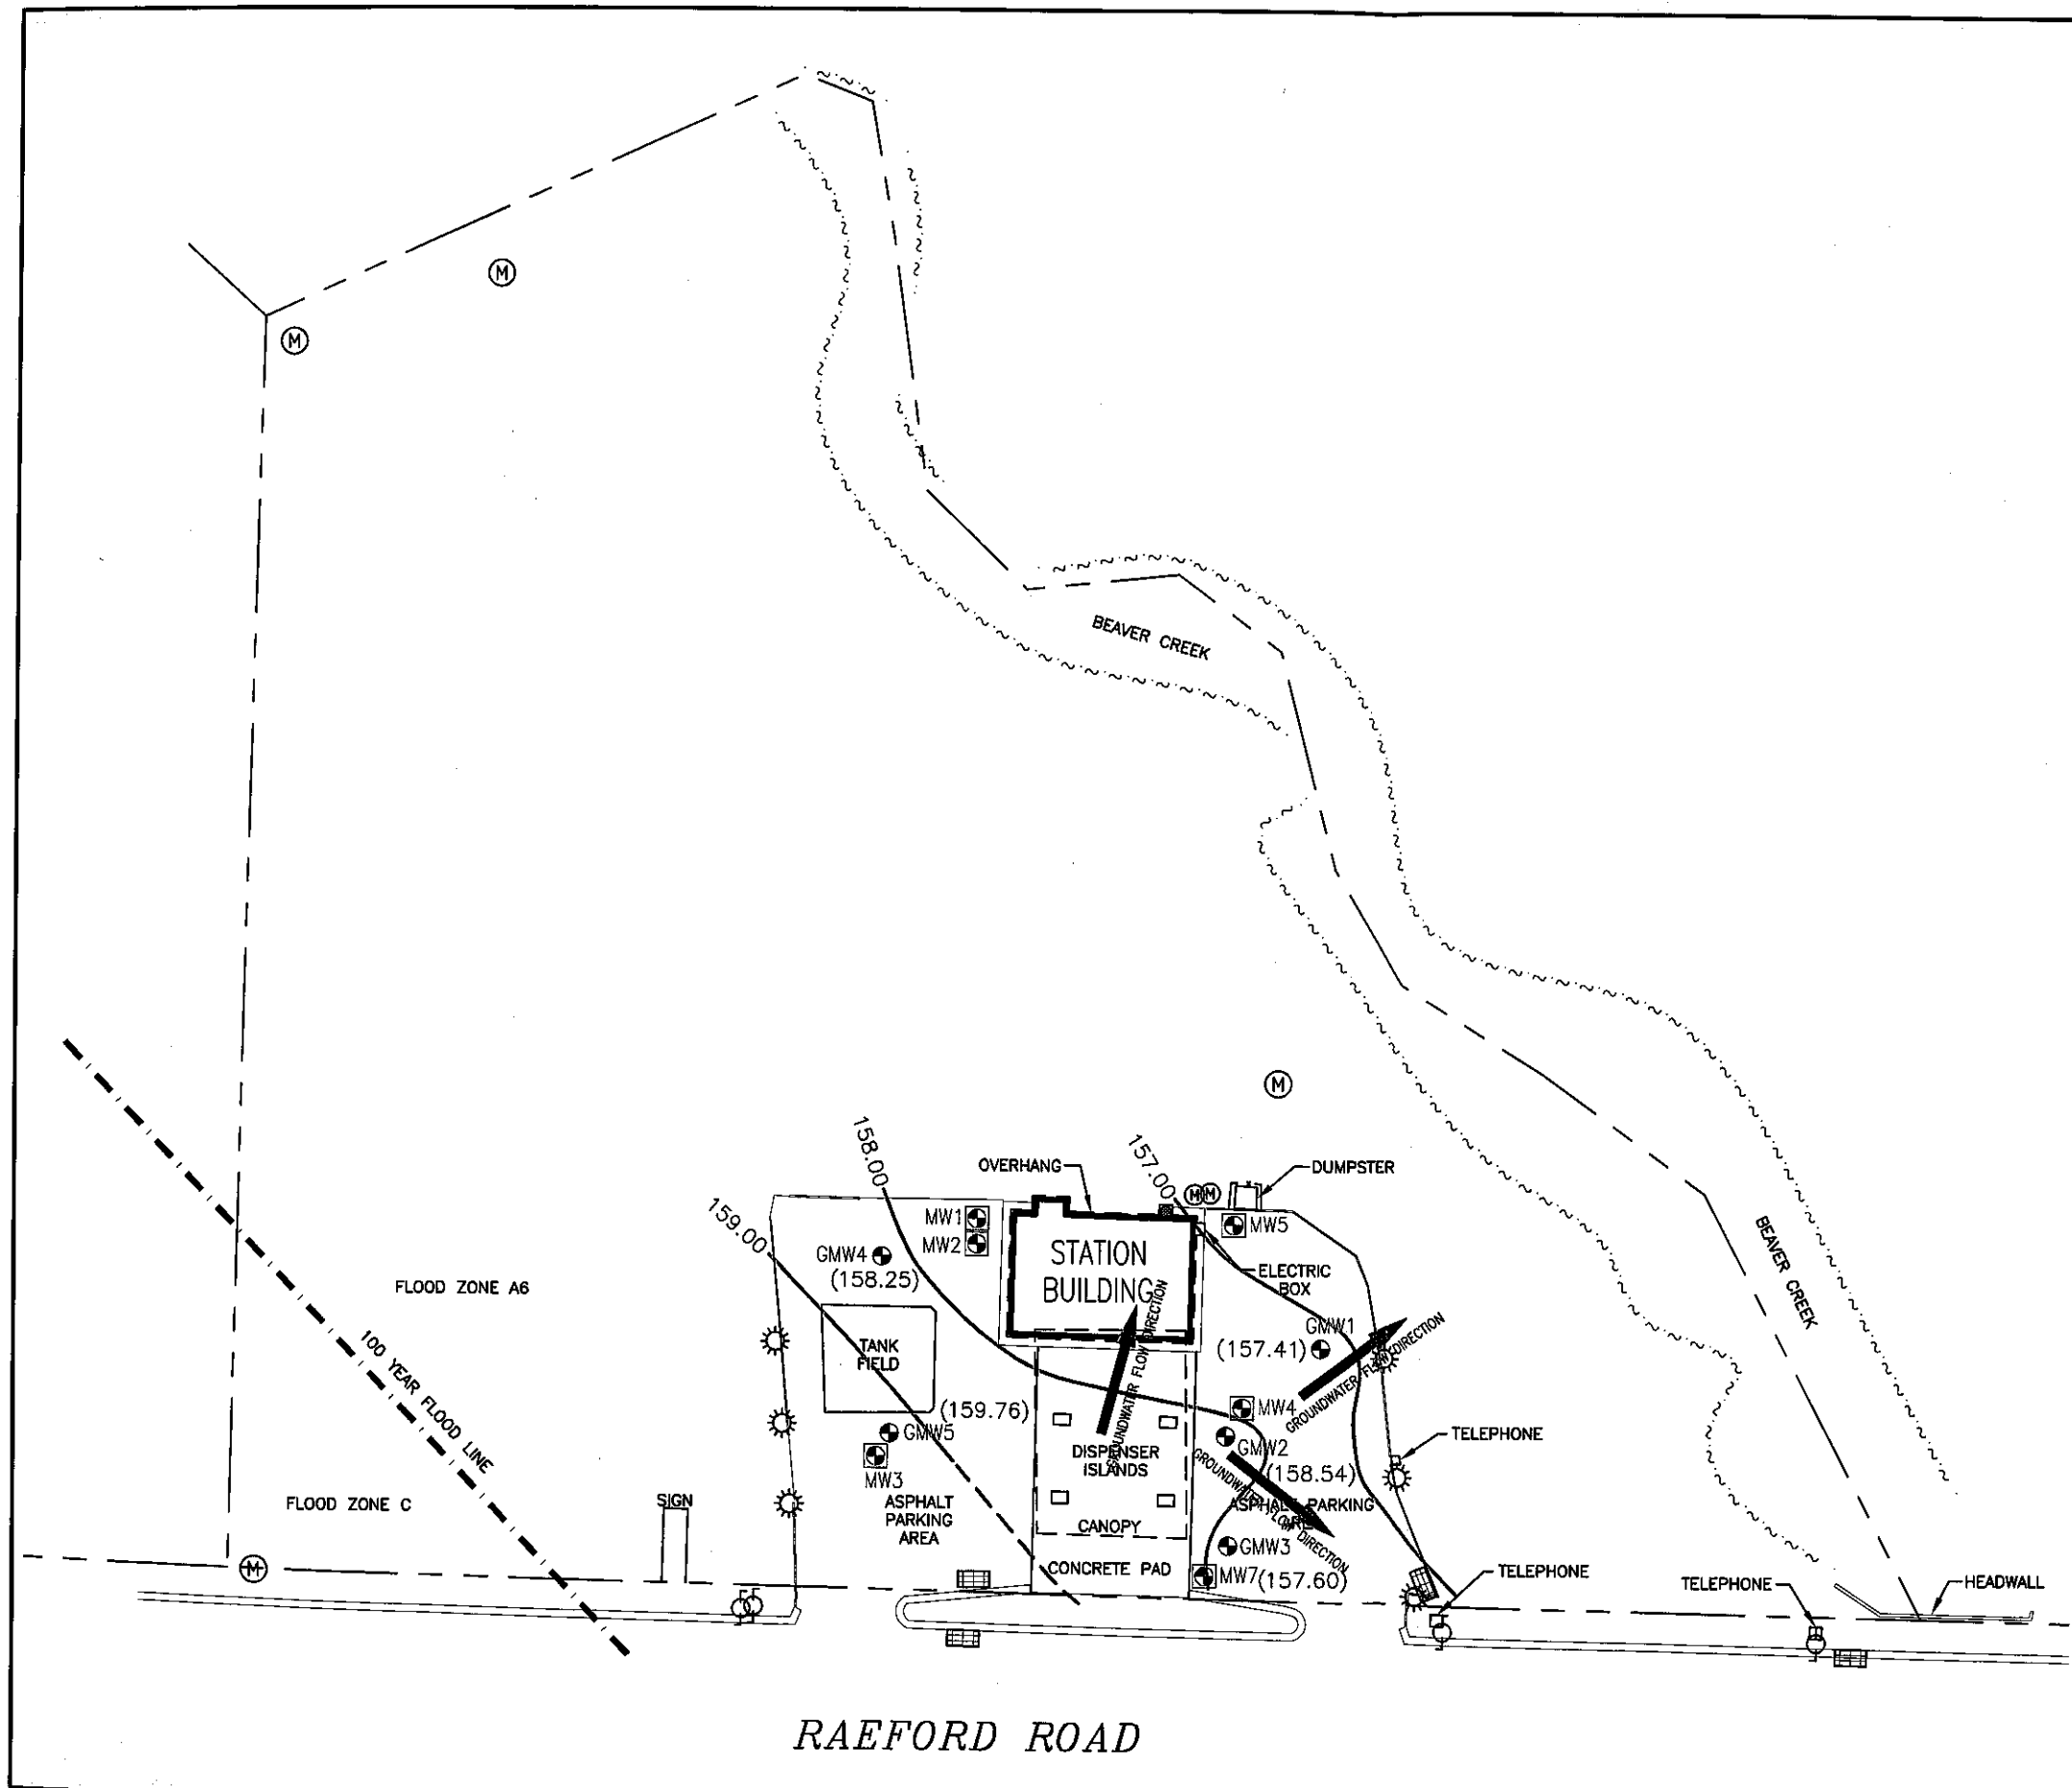 M
M
BEAVER CREEK
M
158.00
157.00
159.00
OVERHANG
DUMPSTER
M M
MW1
MW5
MW2
GMW4
(158.25)
STATION
BUILDING
ELECTRIC
BOX
BEAVER CREEK
FLOOD ZONE A6
GROUNDWATER FLOW DIRECTION
GMW1
(157.41)
GROUNDWATER FLOW DIRECTION
TANK
FIELD
100 YEAR FLOOD LINE
(159.76)
MW4
GMW5
GMW2
TELEPHONE
DISPENSER
ISLANDS
MW3
(158.54)
GROUNDWATER FLOW DIRECTION
FLOOD ZONE C
SIGN
ASPHALT
PARKING
AREA
ASPHALT PARKING
CANOPY
GMW3
M
CONCRETE PAD
MW7
(157.60)
TELEPHONE
TELEPHONE
HEADWALL
RAEFORD ROAD